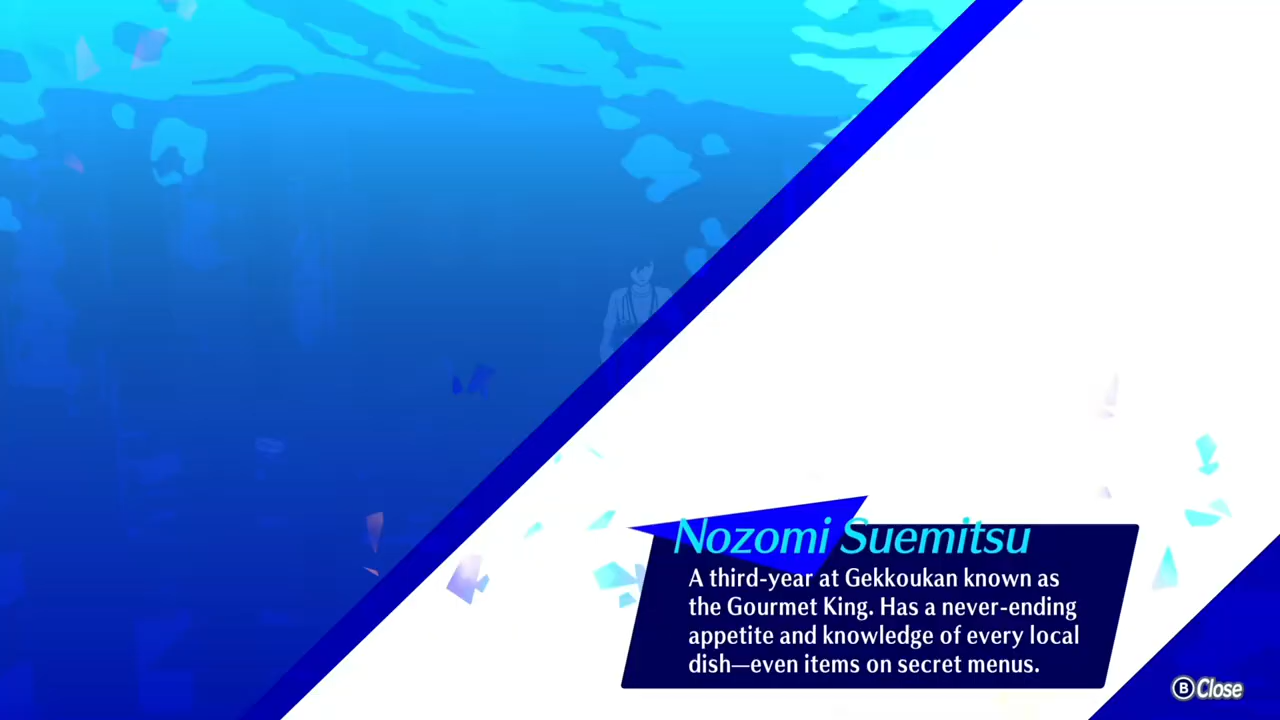 Nozomi Suemitsu
A third-year at Gekkoukan known as
the Gourmet King. Has a never-ending
appetite and knowledge of every local
dish—even items on secret menus.
B Close